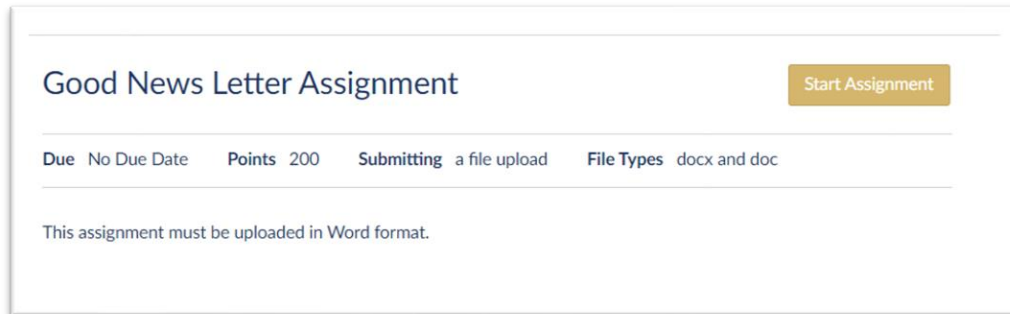 Good News Letter Assignment
Start Assignment
Due No Due Date Points 200 Submitting a file upload File Types docx and doc
This assignment must be uploaded in Word format.